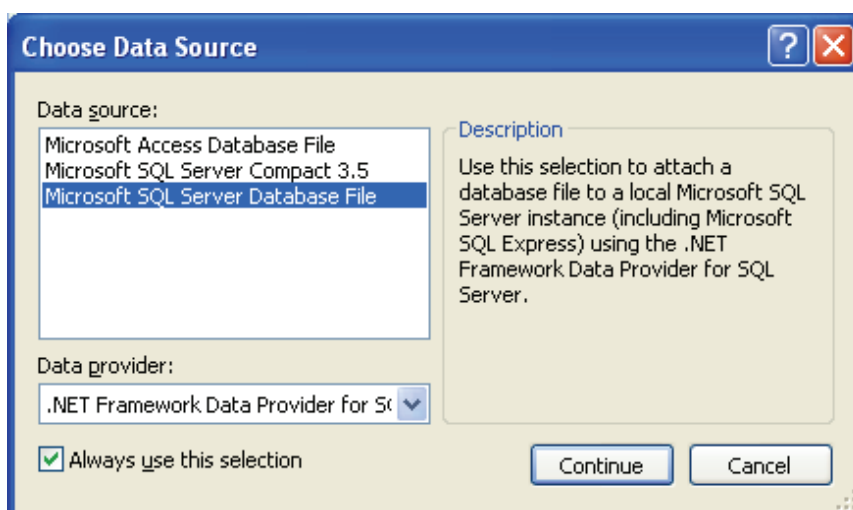 Choose Data Source
Data source:
Microsoft Access Database File
Microsoft SQL Server Compact 3.5
Microsoft SQL Server Database File
Description
Use this selection to attach a
database file to a local Microsoft SQL
Server instance (including Microsoft
SQL Express) using the .NET
Framework Data Provider for SQL
Server.
Data provider:
.NET Framework Data Provider for
Always use this selection
Continue
Cancel